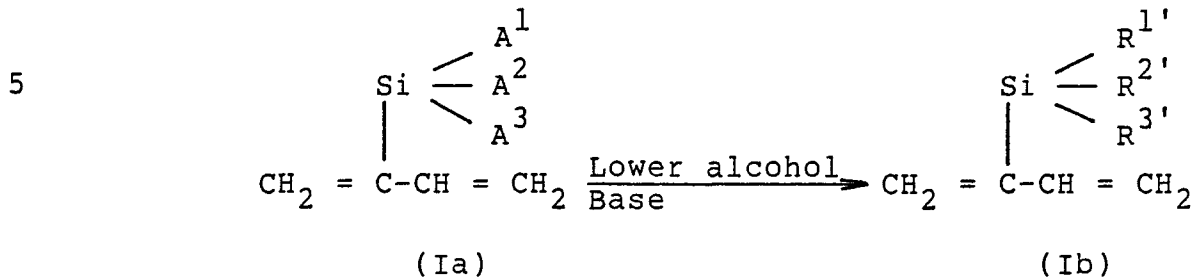 A¹ R¹'
5 Si A² Si R²'
A³ R³'
CH₂ = C-CH = CH₂ Lower alcohol Base CH₂ = C-CH = CH₂
(Ia) (Ib)